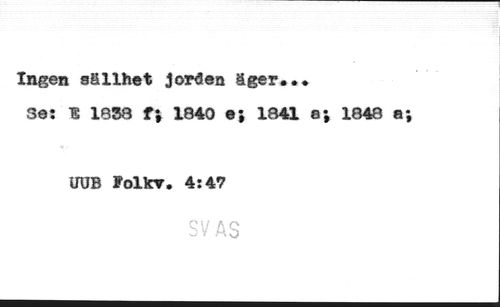 Ingen sällhet jorden äger...
Se: E 1838 f; 1840 e; 1841 a; 1848 a;
UUB Folkv. 4:47
SVAS